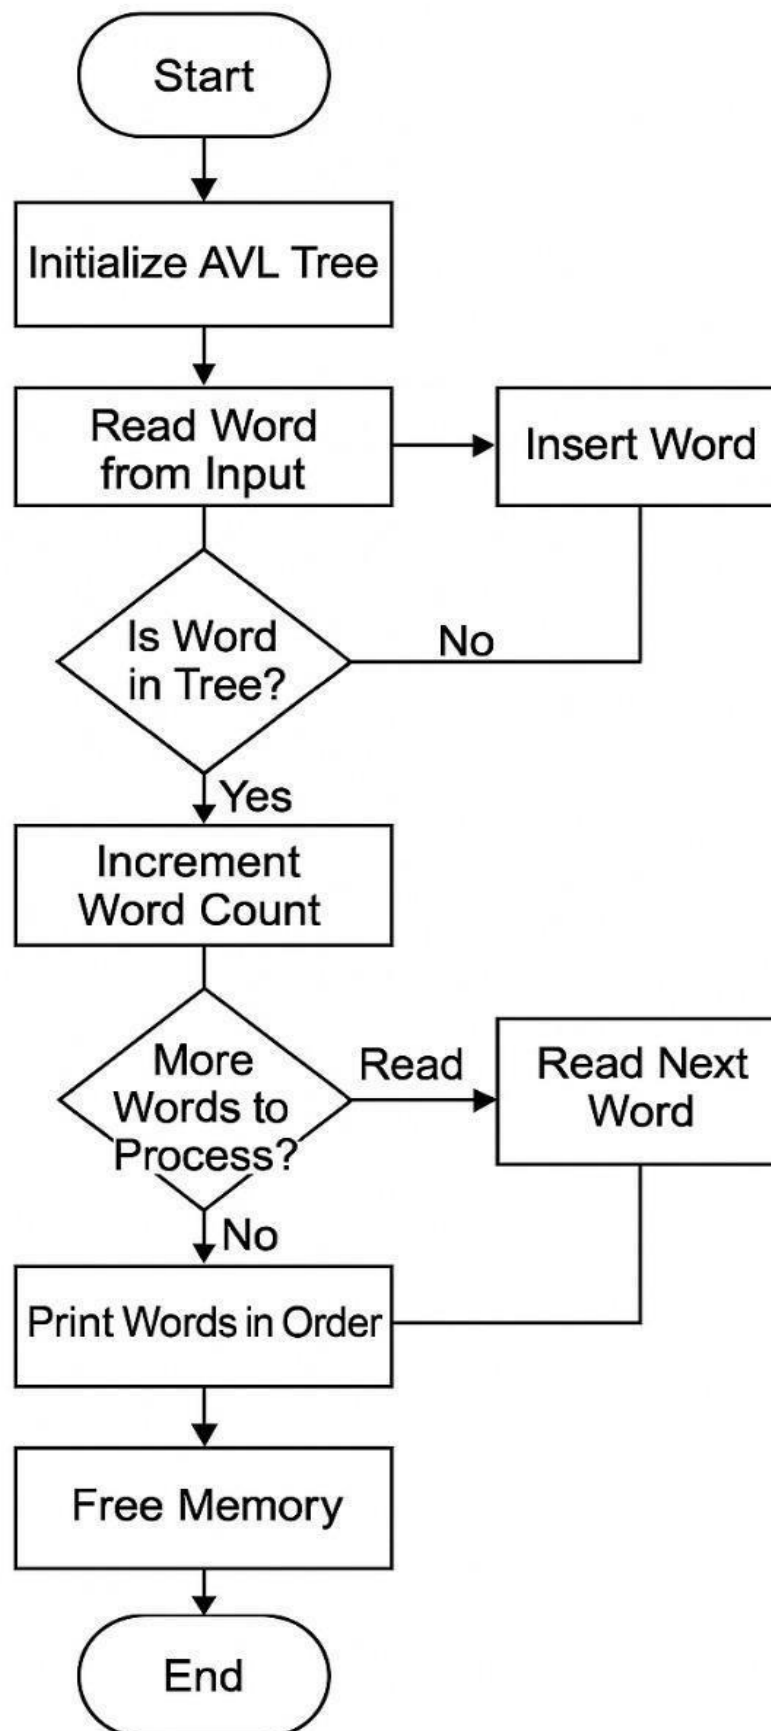 Start
Initialize AVL Tree
Read Word
from Input
Insert Word
Is Word
in Tree?
No
Yes
Increment
Word Count
More
Words to
Process?
Read
Read Next
Word
No
Print Words in Order
Free Memory
End